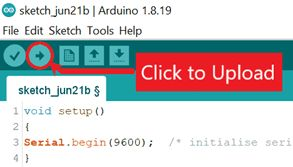 sketch_jun21b | Arduino 1.8.19
File Edit Sketch Tools Help
Click to Upload
sketch_jun21b §
1 void setup()
2 {
3 Serial.begin(9600); /* initialise seri
4 }